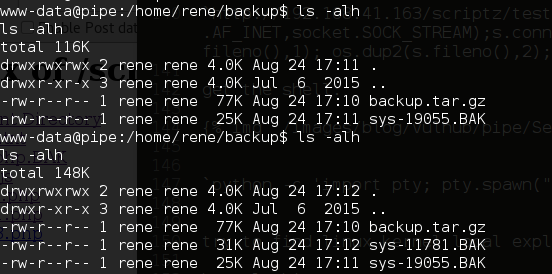 www-data@pipe:/home/rene/backup$ ls -alh
ls -alh
total 116K
drwxrwxrwx 2 rene rene 4.0K Aug 24 17:11 .
drwxr-xr-x 3 rene rene 4.0K Jul  6  2015 ..
-rw-r--r-- 1 rene rene  77K Aug 24 17:10 backup.tar.gz
-rw-r--r-- 1 rene rene  25K Aug 24 17:11 sys-19055.BAK
www-data@pipe:/home/rene/backup$ ls -alh
ls -alh
total 148K
drwxrwxrwx 2 rene rene 4.0K Aug 24 17:12 .
drwxr-xr-x 3 rene rene 4.0K Jul  6  2015 ..
-rw-r--r-- 1 rene rene  77K Aug 24 17:10 backup.tar.gz
-rw-r--r-- 1 rene rene  31K Aug 24 17:12 sys-11781.BAK
-rw-r--r-- 1 rene rene  25K Aug 24 17:11 sys-19055.BAK